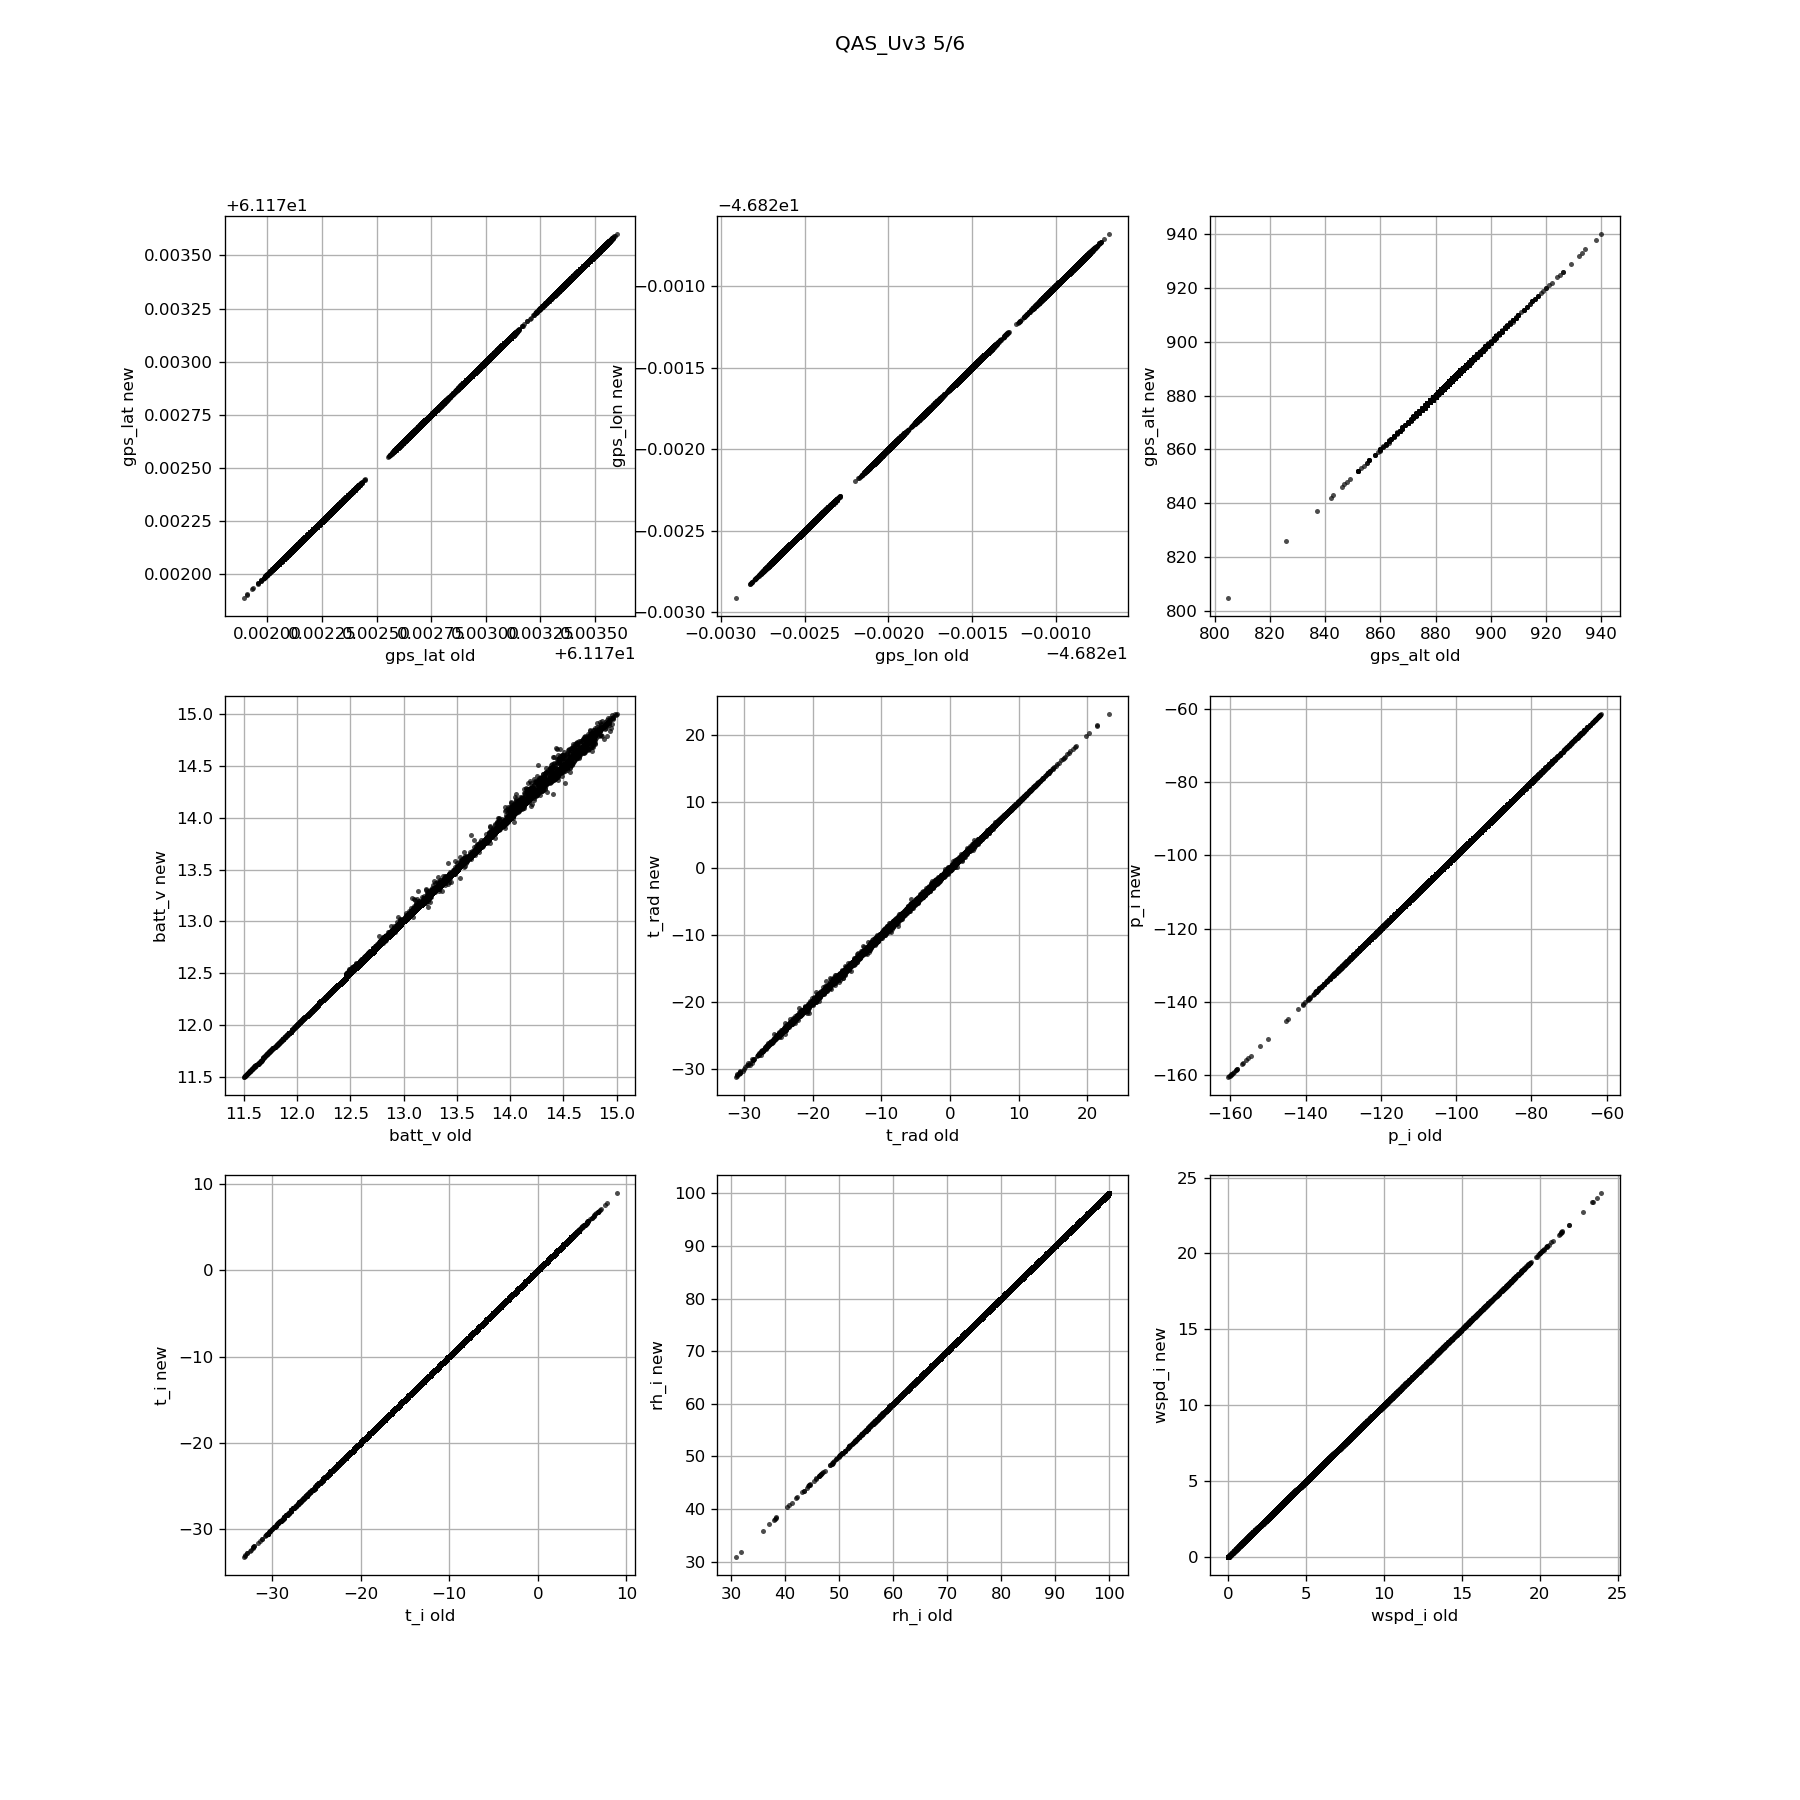 QAS_Uv3 5/6
+6.117e1
0.00350
0.00325
0.00300
0.00275
0.00250
0.00225
0.00200
gps_lat new
0.00200 0.00225 0.00250 0.00275 0.00300 0.00325 0.00350
gps_lat old
+6.117e1
−4.682e1
−0.0010
−0.0015
−0.0020
−0.0025
−0.0030
gps_lon new
−0.0030 −0.0025 −0.0020 −0.0015 −0.0010
gps_lon old
−4.682e1
940
920
900
880
860
840
820
800
gps_alt new
800 820 840 860 880 900 920 940
gps_alt old
15.0
14.5
14.0
13.5
13.0
12.5
12.0
11.5
batt_v new
11.5 12.0 12.5 13.0 13.5 14.0 14.5 15.0
batt_v old
20
10
0
−10
−20
−30
t_rad new
−30 −20 −10 0 10 20
t_rad old
−60
−80
−100
−120
−140
−160
p_i new
−160 −140 −120 −100 −80 −60
p_i old
10
0
−10
−20
−30
t_i new
−30 −20 −10 0 10
t_i old
100
90
80
70
60
50
40
30
rh_i new
30 40 50 60 70 80 90 100
rh_i old
25
20
15
10
5
0
wspd_i new
0 5 10 15 20 25
wspd_i old